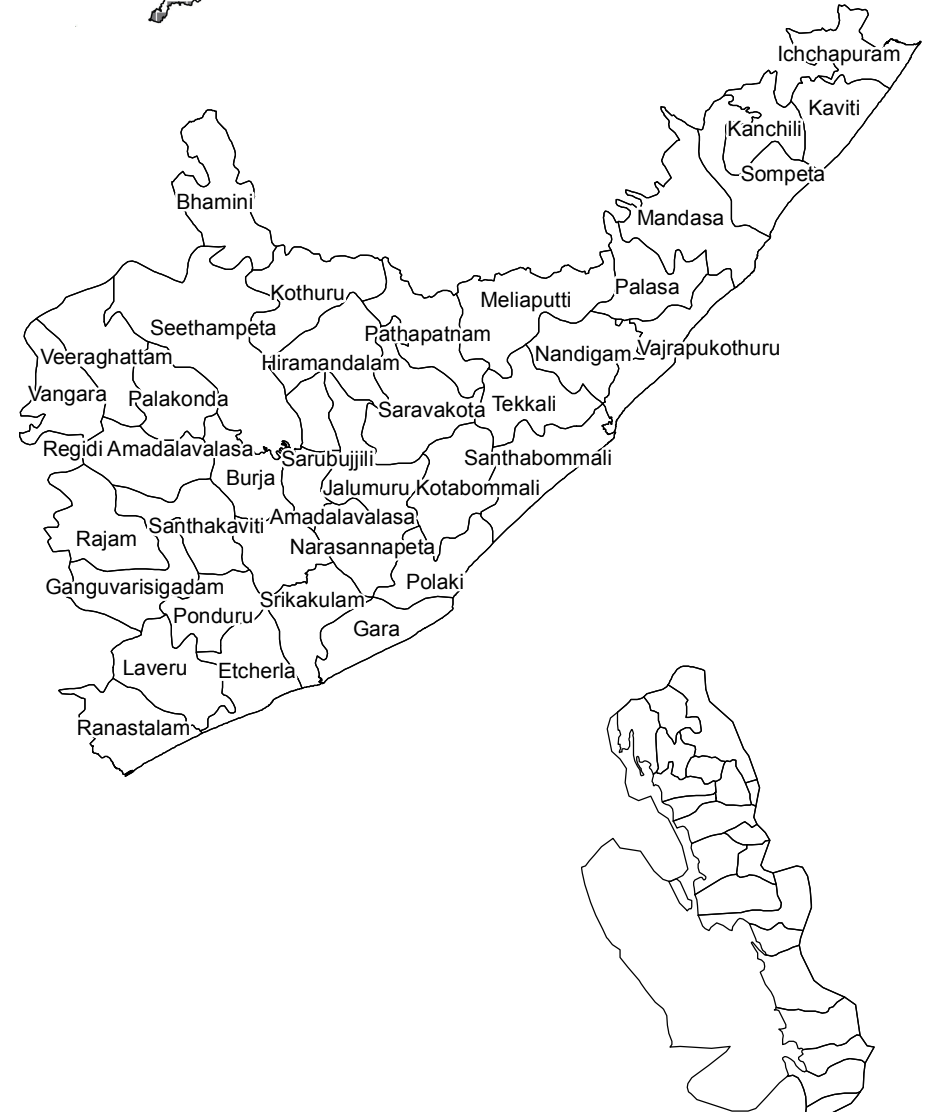 Ichchapuram
Kaviti
Kanchili
Sompeta
Bhamini
Mandasa
Palasa
Kothuru
Meliaputti
Seethampeta
Pathapatnam
Vajrapukothuru
Veeraghattam
Hiramandalam
Nandigam
Vangara
Palakonda
Saravakota
Tekkali
Regidi Amadalavalasa
Sarubujjili
Santhabommali
Burja
Jalumuru
Kotabommali
Santhakaviti
Amadalavalasa
Rajam
Narasannapeta
Polaki
Ganguvarisigadam
Srikakulam
Ponduru
Gara
Laveru
Etcherla
Ranastalam